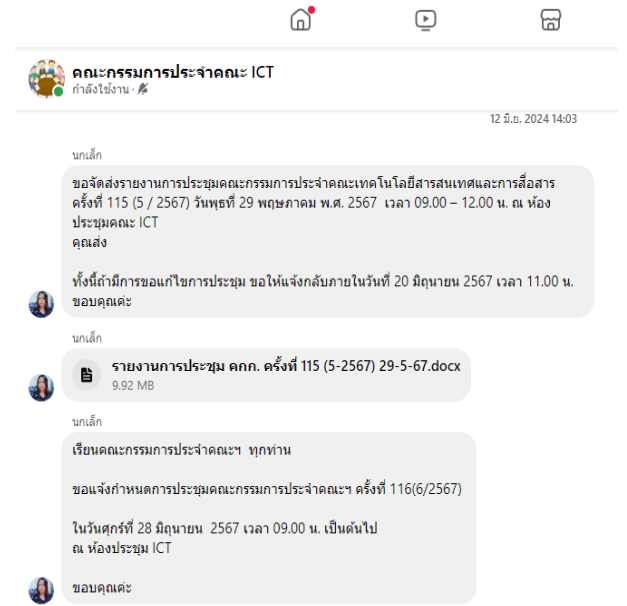 คณะกรรมการประจำคณะ ICT
กำลังใช้งาน ·
12 มิ.ย. 2024 14:03
นกเล็ก
ขอจัดส่งรายงานการประชุมคณะกรรมการประจำคณะเทคโนโลยีสารสนเทศและการสื่อสาร
ครั้งที่ 115 (5 / 2567) วันพุธที่ 29 พฤษภาคม พ.ศ. 2567 เวลา 09.00 – 12.00 น. ณ ห้อง
ประชุมคณะ ICT
คุณส่ง
ทั้งนี้ถ้ามีการขอแก้ไขการประชุม ขอให้แจ้งกลับภายในวันที่ 20 มิถุนายน 2567 เวลา 11.00 น.
ขอบคุณค่ะ
นกเล็ก
รายงานการประชุม คกก. ครั้งที่ 115 (5-2567) 29-5-67.docx
9.92 MB
นกเล็ก
เรียนคณะกรรมการประจำคณะฯ ทุกท่าน
ขอแจ้งกำหนดการประชุมคณะกรรมการประจำคณะฯ ครั้งที่ 116(6/2567)
ในวันศุกร์ที่ 28 มิถุนายน 2567 เวลา 09.00 น. เป็นต้นไป
ณ ห้องประชุม ICT
ขอบคุณค่ะ